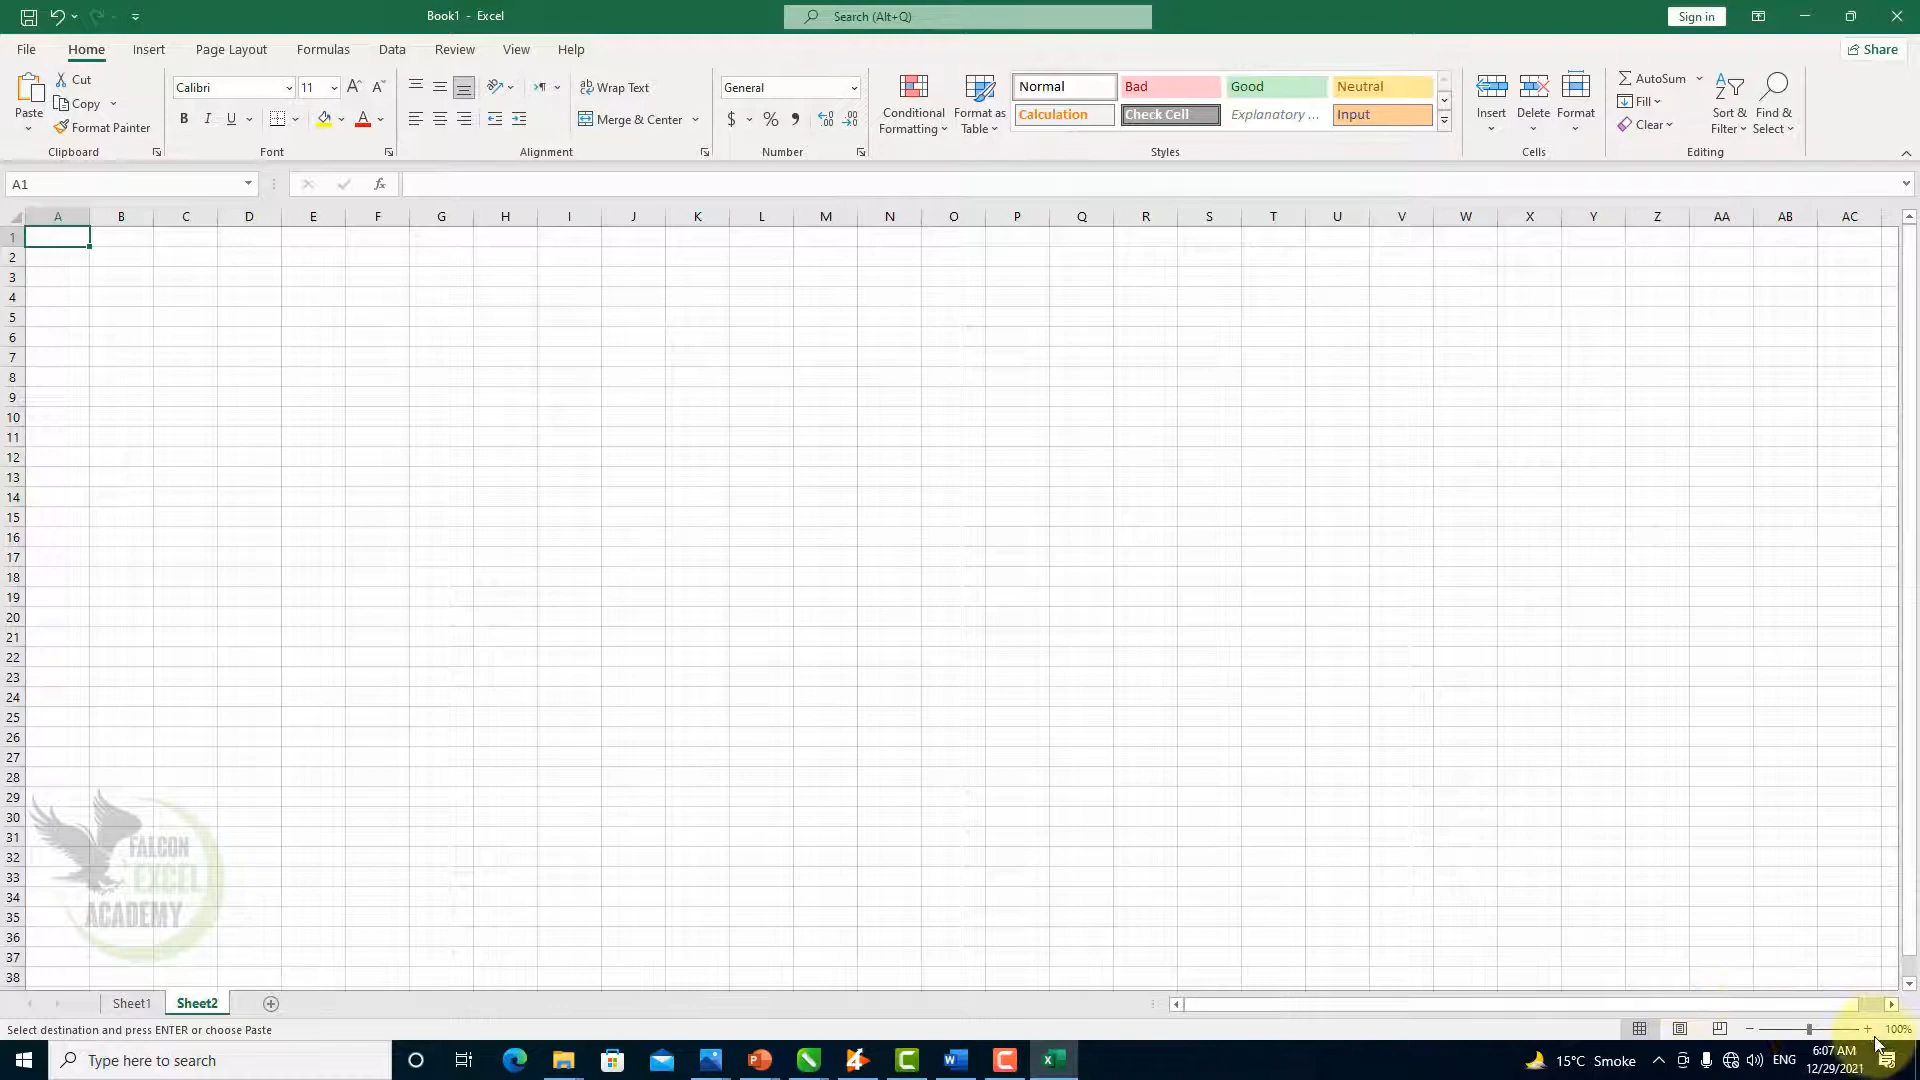 Book1 - Excel
Search (Alt+Q)
Sign in
File Home Insert Page Layout Formulas Data Review View Help
Share
Paste
Cut
Copy
Format Painter
Clipboard
Calibri 11
B I U
Font
Wrap Text
Merge & Center
Alignment
General
$ % 9
Number
Conditional Formatting
Format as Table
Normal Bad Good Neutral
Calculation Check Cell Explanatory ... Input
Styles
Insert Delete Format
Cells
AutoSum
Fill
Clear
Sort & Filter
Find & Select
Editing
A1
fx
A B C D E F G H I J K L M N O P Q R S T U V W X Y Z AA AB AC
1
2
3
4
5
6
7
8
9
10
11
12
13
14
15
16
17
18
19
20
21
22
23
24
25
26
27
28
29
30
31
32
33
34
35
36
37
38
FALCON
EXCEL
ACADEMY
Sheet1 Sheet2
Select destination and press ENTER or choose Paste
100%
Type here to search
15°C Smoke
ENG
6:07 AM
12/29/2021